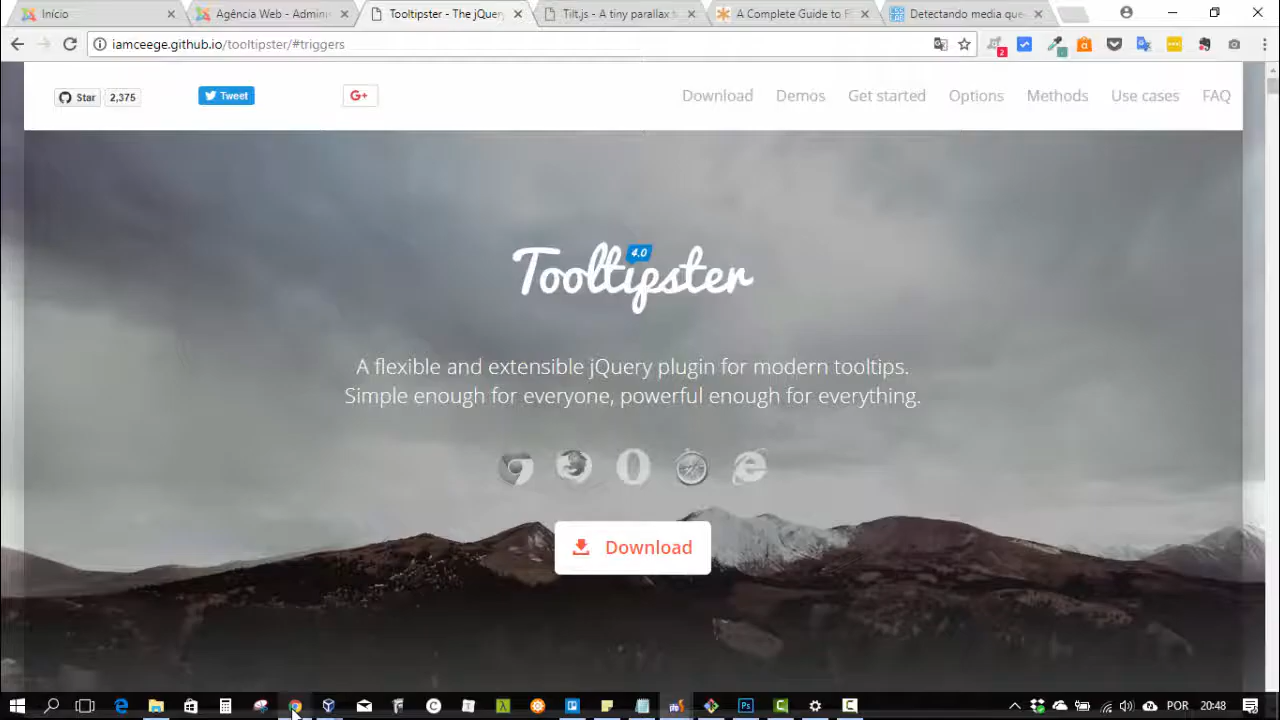 Início
Agência Web - Admini
Tooltipster - The jQuery
Tilt.js - A tiny parallax
A Complete Guide to F
Detectando media que
iamceege.github.io/tooltipster/#triggers
2
Star 2,375
Tweet
G+
Download
Demos
Get started
Options
Methods
Use cases
FAQ
Tooltipster
4.0
A flexible and extensible jQuery plugin for modern tooltips.
Simple enough for everyone, powerful enough for everything.
Download
POR
20:48